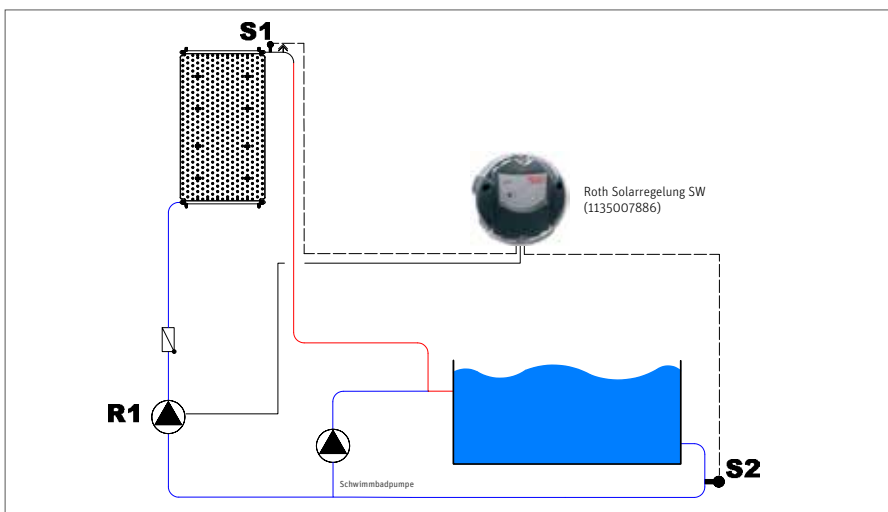 S1
Roth Solarregelung SW
(1135007886)
R1
S2
Schwimmbadpumpe